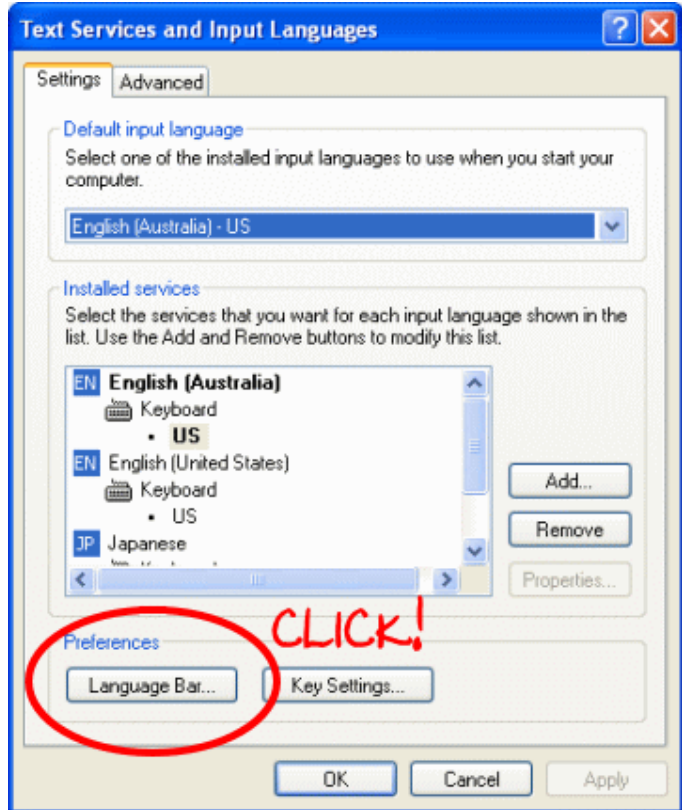 Text Services and Input Languages
Settings
Advanced
Default input language
Select one of the installed input languages to use when you start your
computer.
English (Australia) - US
Installed services
Select the services that you want for each input language shown in the
list. Use the Add and Remove buttons to modify this list.
EN English (Australia)
Keyboard
• US
EN English (United States)
Keyboard
• US
JP Japanese
Add...
Remove
Properties...
CLICK!
Preferences
Language Bar...
Key Settings...
OK
Cancel
Apply